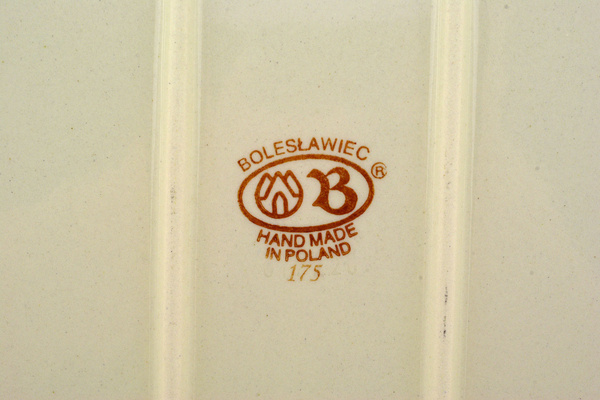 BOLESŁAWIEC ®
B
HAND MADE
IN POLAND
175